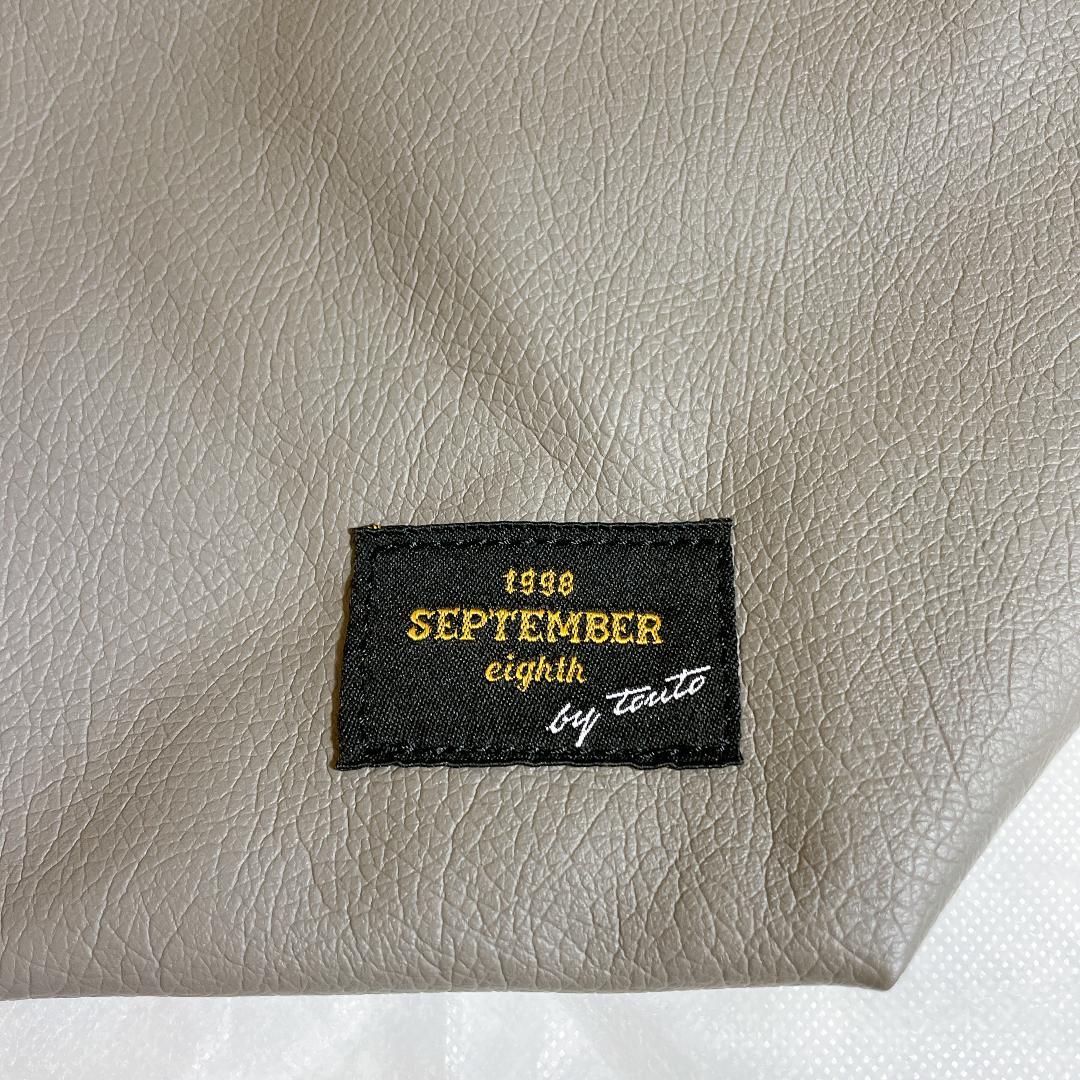 1998
SEPTEMBER
eighth
by touto